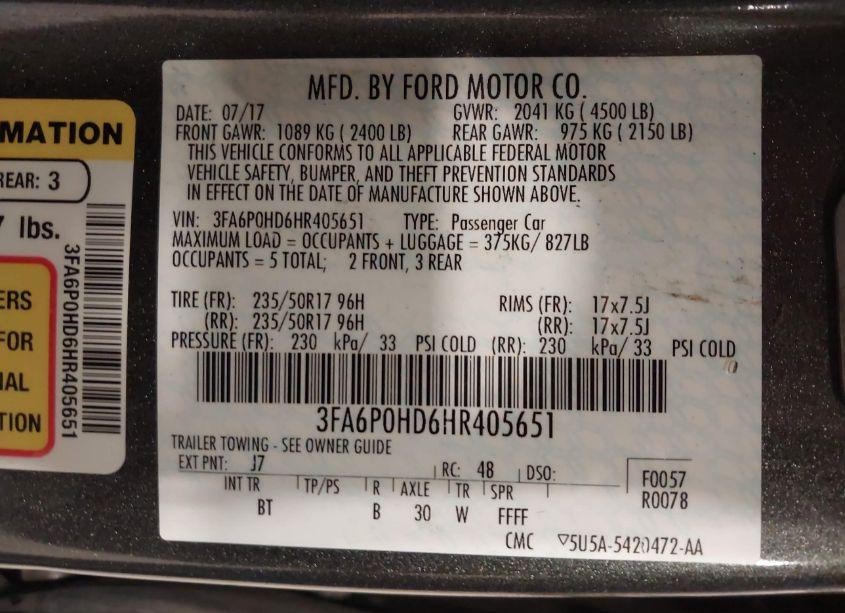 MFD. BY FORD MOTOR CO.
DATE: 07/17 GVWR: 2041 KG ( 4500 LB)
FRONT GAWR: 1089 KG ( 2400 LB) REAR GAWR: 975 KG ( 2150 LB)
THIS VEHICLE CONFORMS TO ALL APPLICABLE FEDERAL MOTOR
VEHICLE SAFETY, BUMPER, AND THEFT PREVENTION STANDARDS
IN EFFECT ON THE DATE OF MANUFACTURE SHOWN ABOVE.
VIN: 3FA6P0HD6HR405651 TYPE: Passenger Car
MAXIMUM LOAD = OCCUPANTS + LUGGAGE = 375KG/ 827LB
OCCUPANTS = 5 TOTAL; 2 FRONT, 3 REAR
TIRE (FR): 235/50R17 96H RIMS (FR): 17x7.5J
(RR): 235/50R17 96H (RR): 17x7.5J
PRESSURE (FR): 230 kPa/ 33 PSI COLD (RR): 230 kPa/ 33 PSI COLD
3FA6P0HD6HR405651
TRAILER TOWING - SEE OWNER GUIDE
EXT PNT: J7 RC: 48 DSO:
INT TR TP/PS R AXLE TR SPR
BT B 30 W FFFF
F0057
R0078
CMC ▽5U5A-5420472-AA
MATION
REAR: 3
7 lbs.
3FA6P0HD6HR405651
ERS
FOR
NAL
TION